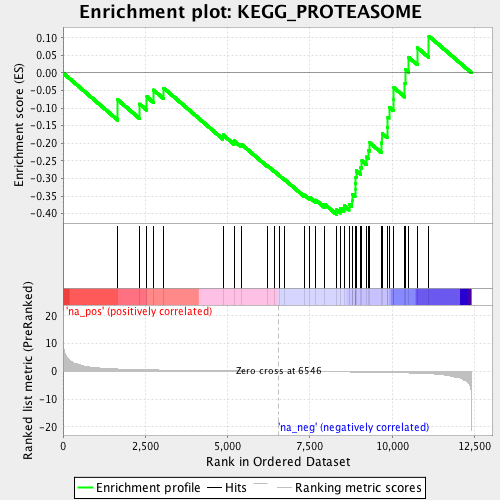 Enrichment plot: KEGG_PROTEASOME
Enrichment score (ES)
0.10
0.05
0.00
-0.05
-0.10
-0.15
-0.20
-0.25
-0.30
-0.35
-0.40
'na_pos' (positively correlated)
Ranked list metric (PreRanked)
20
10
0
-10
-20
Zero cross at 6546
'na_neg' (negatively correlated)
0
2,500
5,000
7,500
10,000
12,500
Rank in Ordered Dataset
Enrichment profile
Hits
Ranking metric scores